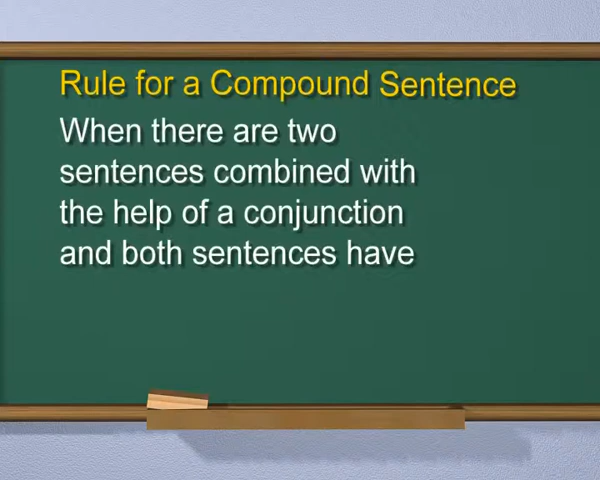 Rule for a Compound Sentence
When there are two
sentences combined with
the help of a conjunction
and both sentences have